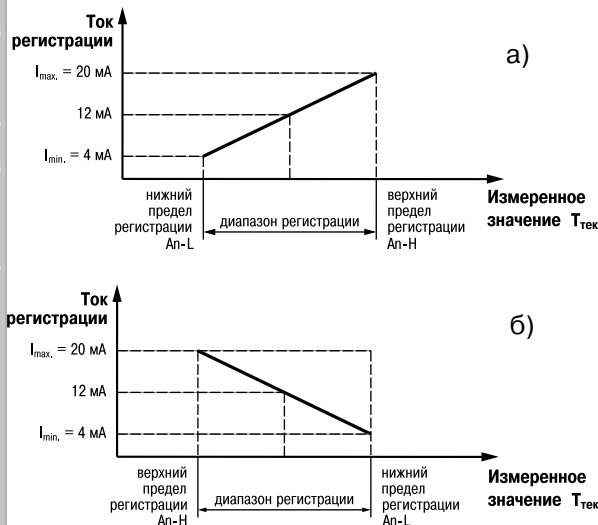 Ток
регистрации
а)
Imax. = 20 мА
12 мА
Imin. = 4 мА
нижний
предел
регистрации
An-L
диапазон регистрации
верхний
предел
регистрации
An-H
Измеренное
значение Tтек
Ток
регистрации
б)
Imax. = 20 мА
12 мА
Imin. = 4 мА
верхний
предел
регистрации
An-H
диапазон регистрации
нижний
предел
регистрации
An-L
Измеренное
значение Tтек